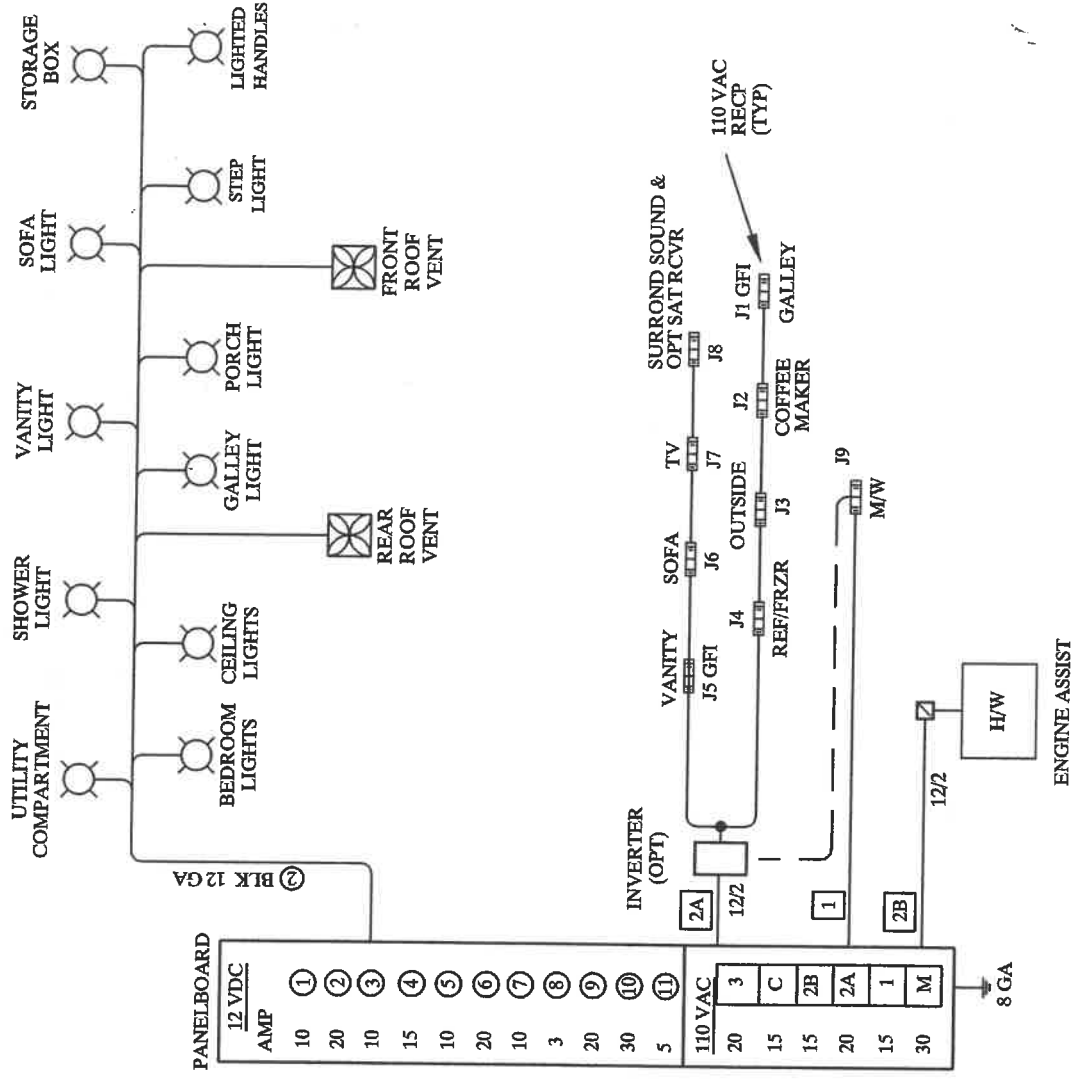 STORAGE
BOX
SOFA
LIGHT
VANITY
LIGHT
SHOWER
LIGHT
UTILITY
COMPARTMENT
LIGHTED
HANDLES
STEP
LIGHT
PORCH
LIGHT
GALLEY
LIGHT
CEILING
LIGHTS
BEDROOM
LIGHTS
FRONT
ROOF
VENT
REAR
ROOF
VENT
② BLK 12 GA
PANELBOARD
12 VDC
AMP
10 ①
20 ②
10 ③
15 ④
10 ⑤
20 ⑥
10 ⑦
3 ⑧
20 ⑨
30 ⑩
5 ⑪
110 VAC
20 3
15 C
15 2B
20 2A
15 1
30 M
8 GA
INVERTER
(OPT)
2A
12/2
VANITY
J5 GFI
SOFA
J6
TV
J7
SURROND SOUND &
OPT SAT RCVR
J8
110 VAC
RECP
(TYP)
J4
REF/FRZR
OUTSIDE
J3
J2
COFFEE
MAKER
J1 GFI
GALLEY
1
J9
M/W
2B
12/2
H/W
ENGINE ASSIST